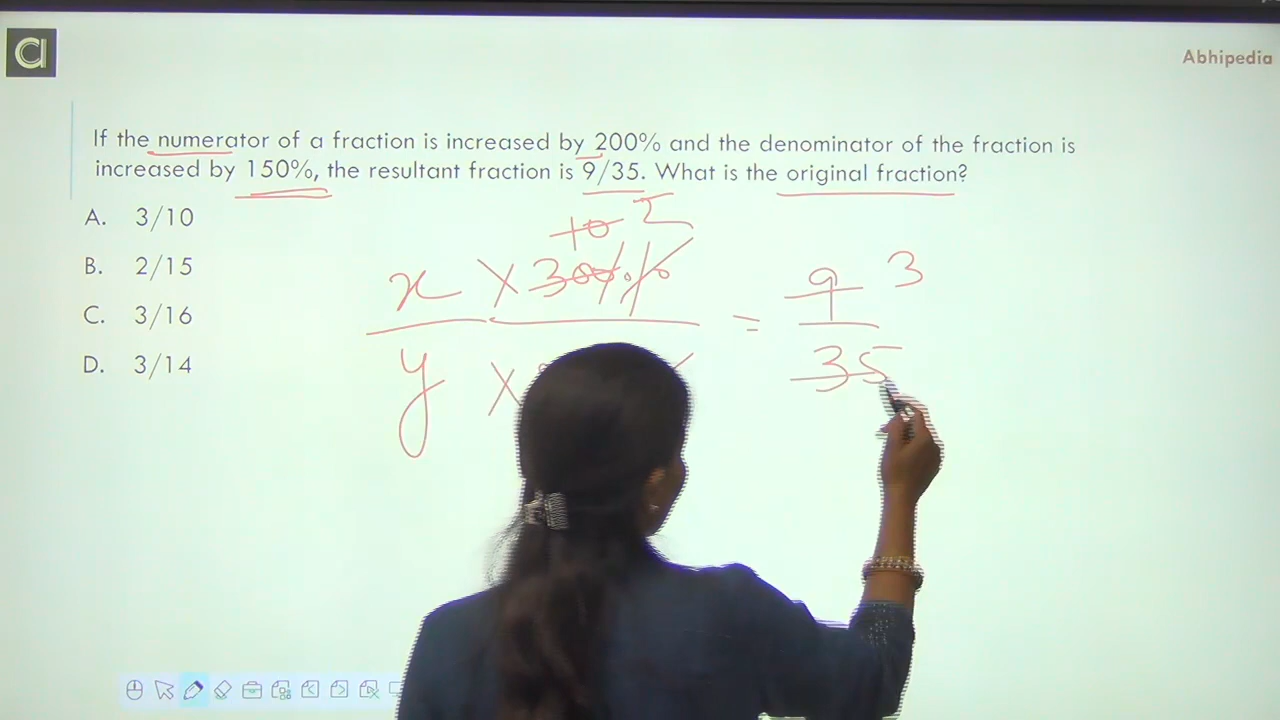 Abhipedia
If the numerator of a fraction is increased by 200% and the denominator of the fraction is
increased by 150%, the resultant fraction is 9/35. What is the original fraction?
A. 3/10
B. 2/15
C. 3/16
D. 3/14
10
x × 300% = 9 3
y × 35